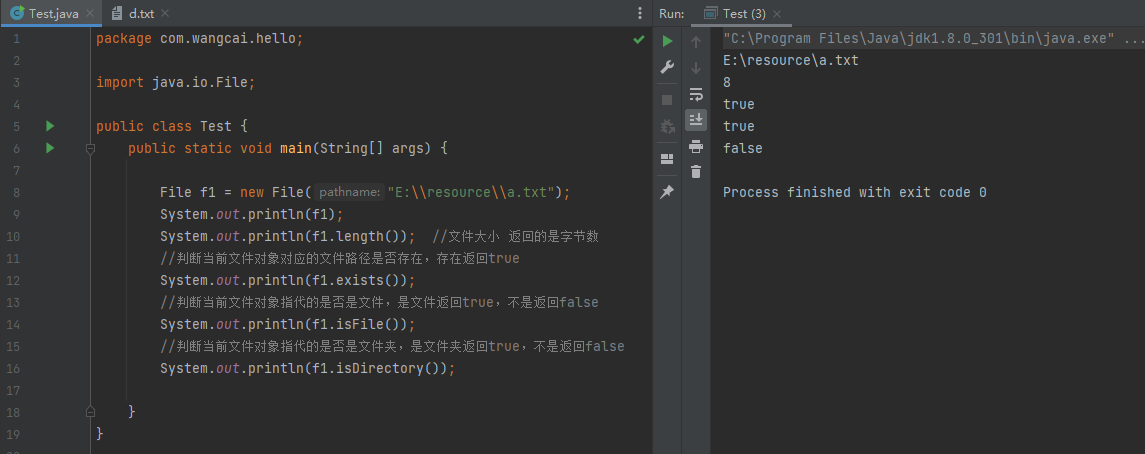 Test.java
d.txt
Run:
Test (3)
1 package com.wangcai.hello;
2
3 import java.io.File;
4
5 public class Test {
6 public static void main(String[] args) {
7
8 File f1 = new File( pathname: "E:\\resource\\a.txt");
9 System.out.println(f1);
10 System.out.println(f1.length());  //文件大小 返回的是字节数
11 //判断当前文件对象对应的文件路径是否存在，存在返回true
12 System.out.println(f1.exists());
13 //判断当前文件对象指代的是否是文件，是文件返回true，不是返回false
14 System.out.println(f1.isFile());
15 //判断当前文件对象指代的是否是文件夹，是文件夹返回true，不是返回false
16 System.out.println(f1.isDirectory());
17
18 }
19 }
"C:\Program Files\Java\jdk1.8.0_301\bin\java.exe" ...
E:\resource\a.txt
8
true
true
false
Process finished with exit code 0